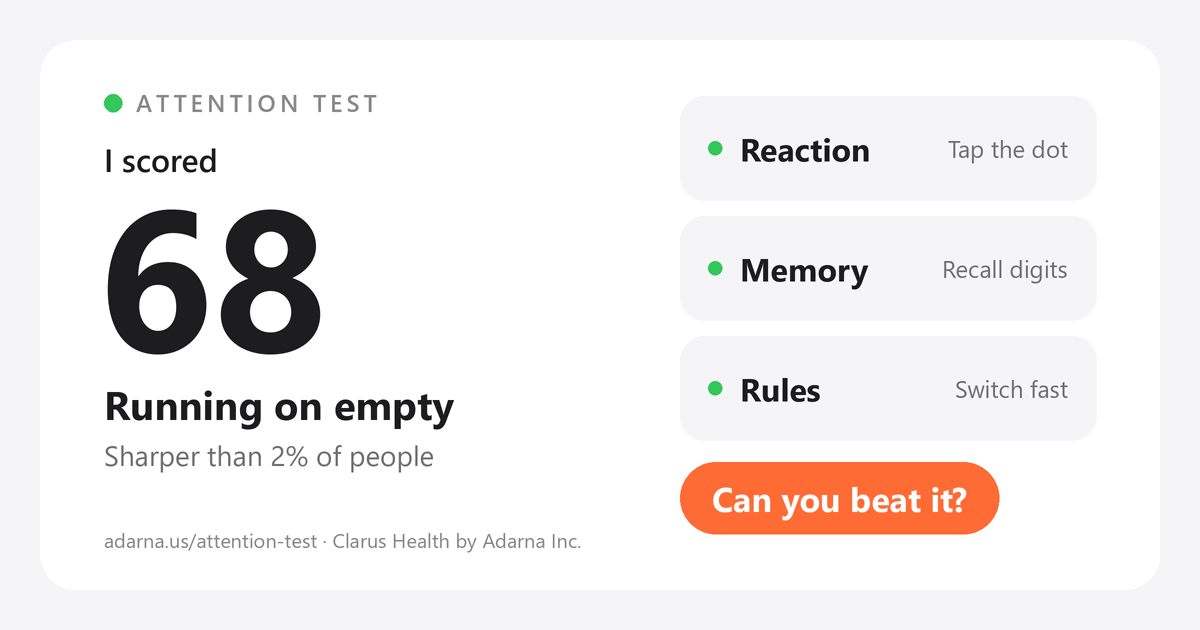 ATTENTION TEST
I scored
68
Running on empty
Sharper than 2% of people
adarna.us/attention-test · Clarus Health by Adarna Inc.
Reaction Tap the dot
Memory Recall digits
Rules Switch fast
Can you beat it?